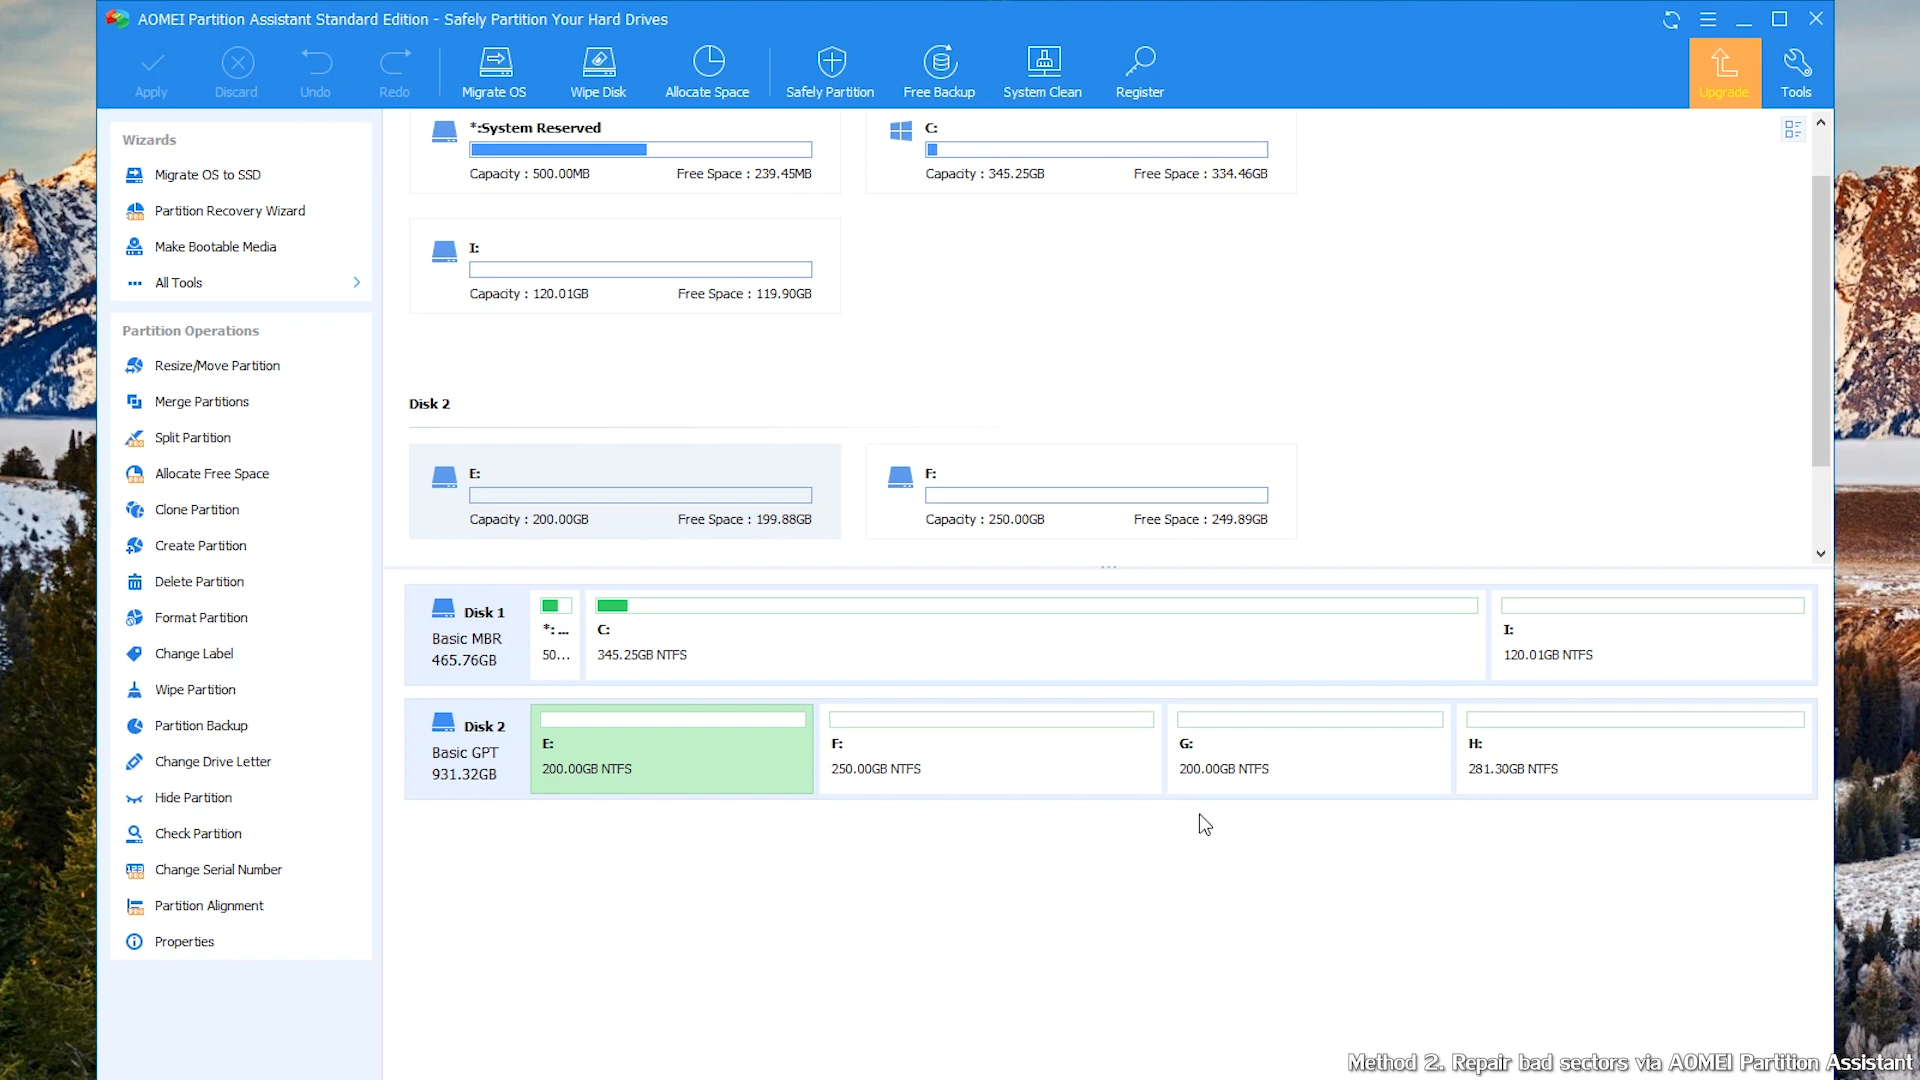 AOMEI Partition Assistant Standard Edition - Safely Partition Your Hard Drives
Apply
Discard
Undo
Redo
Migrate OS
Wipe Disk
Allocate Space
Safely Partition
Free Backup
System Clean
Register
Upgrade
Tools
Wizards
Migrate OS to SSD
Partition Recovery Wizard
Make Bootable Media
All Tools
Partition Operations
Resize/Move Partition
Merge Partitions
Split Partition
Allocate Free Space
Clone Partition
Create Partition
Delete Partition
Format Partition
Change Label
Wipe Partition
Partition Backup
Change Drive Letter
Hide Partition
Check Partition
Change Serial Number
Partition Alignment
Properties
*:System Reserved
Capacity : 500.00MB
Free Space : 239.45MB
C:
Capacity : 345.25GB
Free Space : 334.46GB
I:
Capacity : 120.01GB
Free Space : 119.90GB
Disk 2
E:
Capacity : 200.00GB
Free Space : 199.88GB
F:
Capacity : 250.00GB
Free Space : 249.89GB
Disk 1
Basic MBR
465.76GB
*: ...
50...
C:
345.25GB NTFS
I:
120.01GB NTFS
Disk 2
Basic GPT
931.32GB
E:
200.00GB NTFS
F:
250.00GB NTFS
G:
200.00GB NTFS
H:
281.30GB NTFS
Method 2. Repair bad sectors via AOMEI Partition Assistant